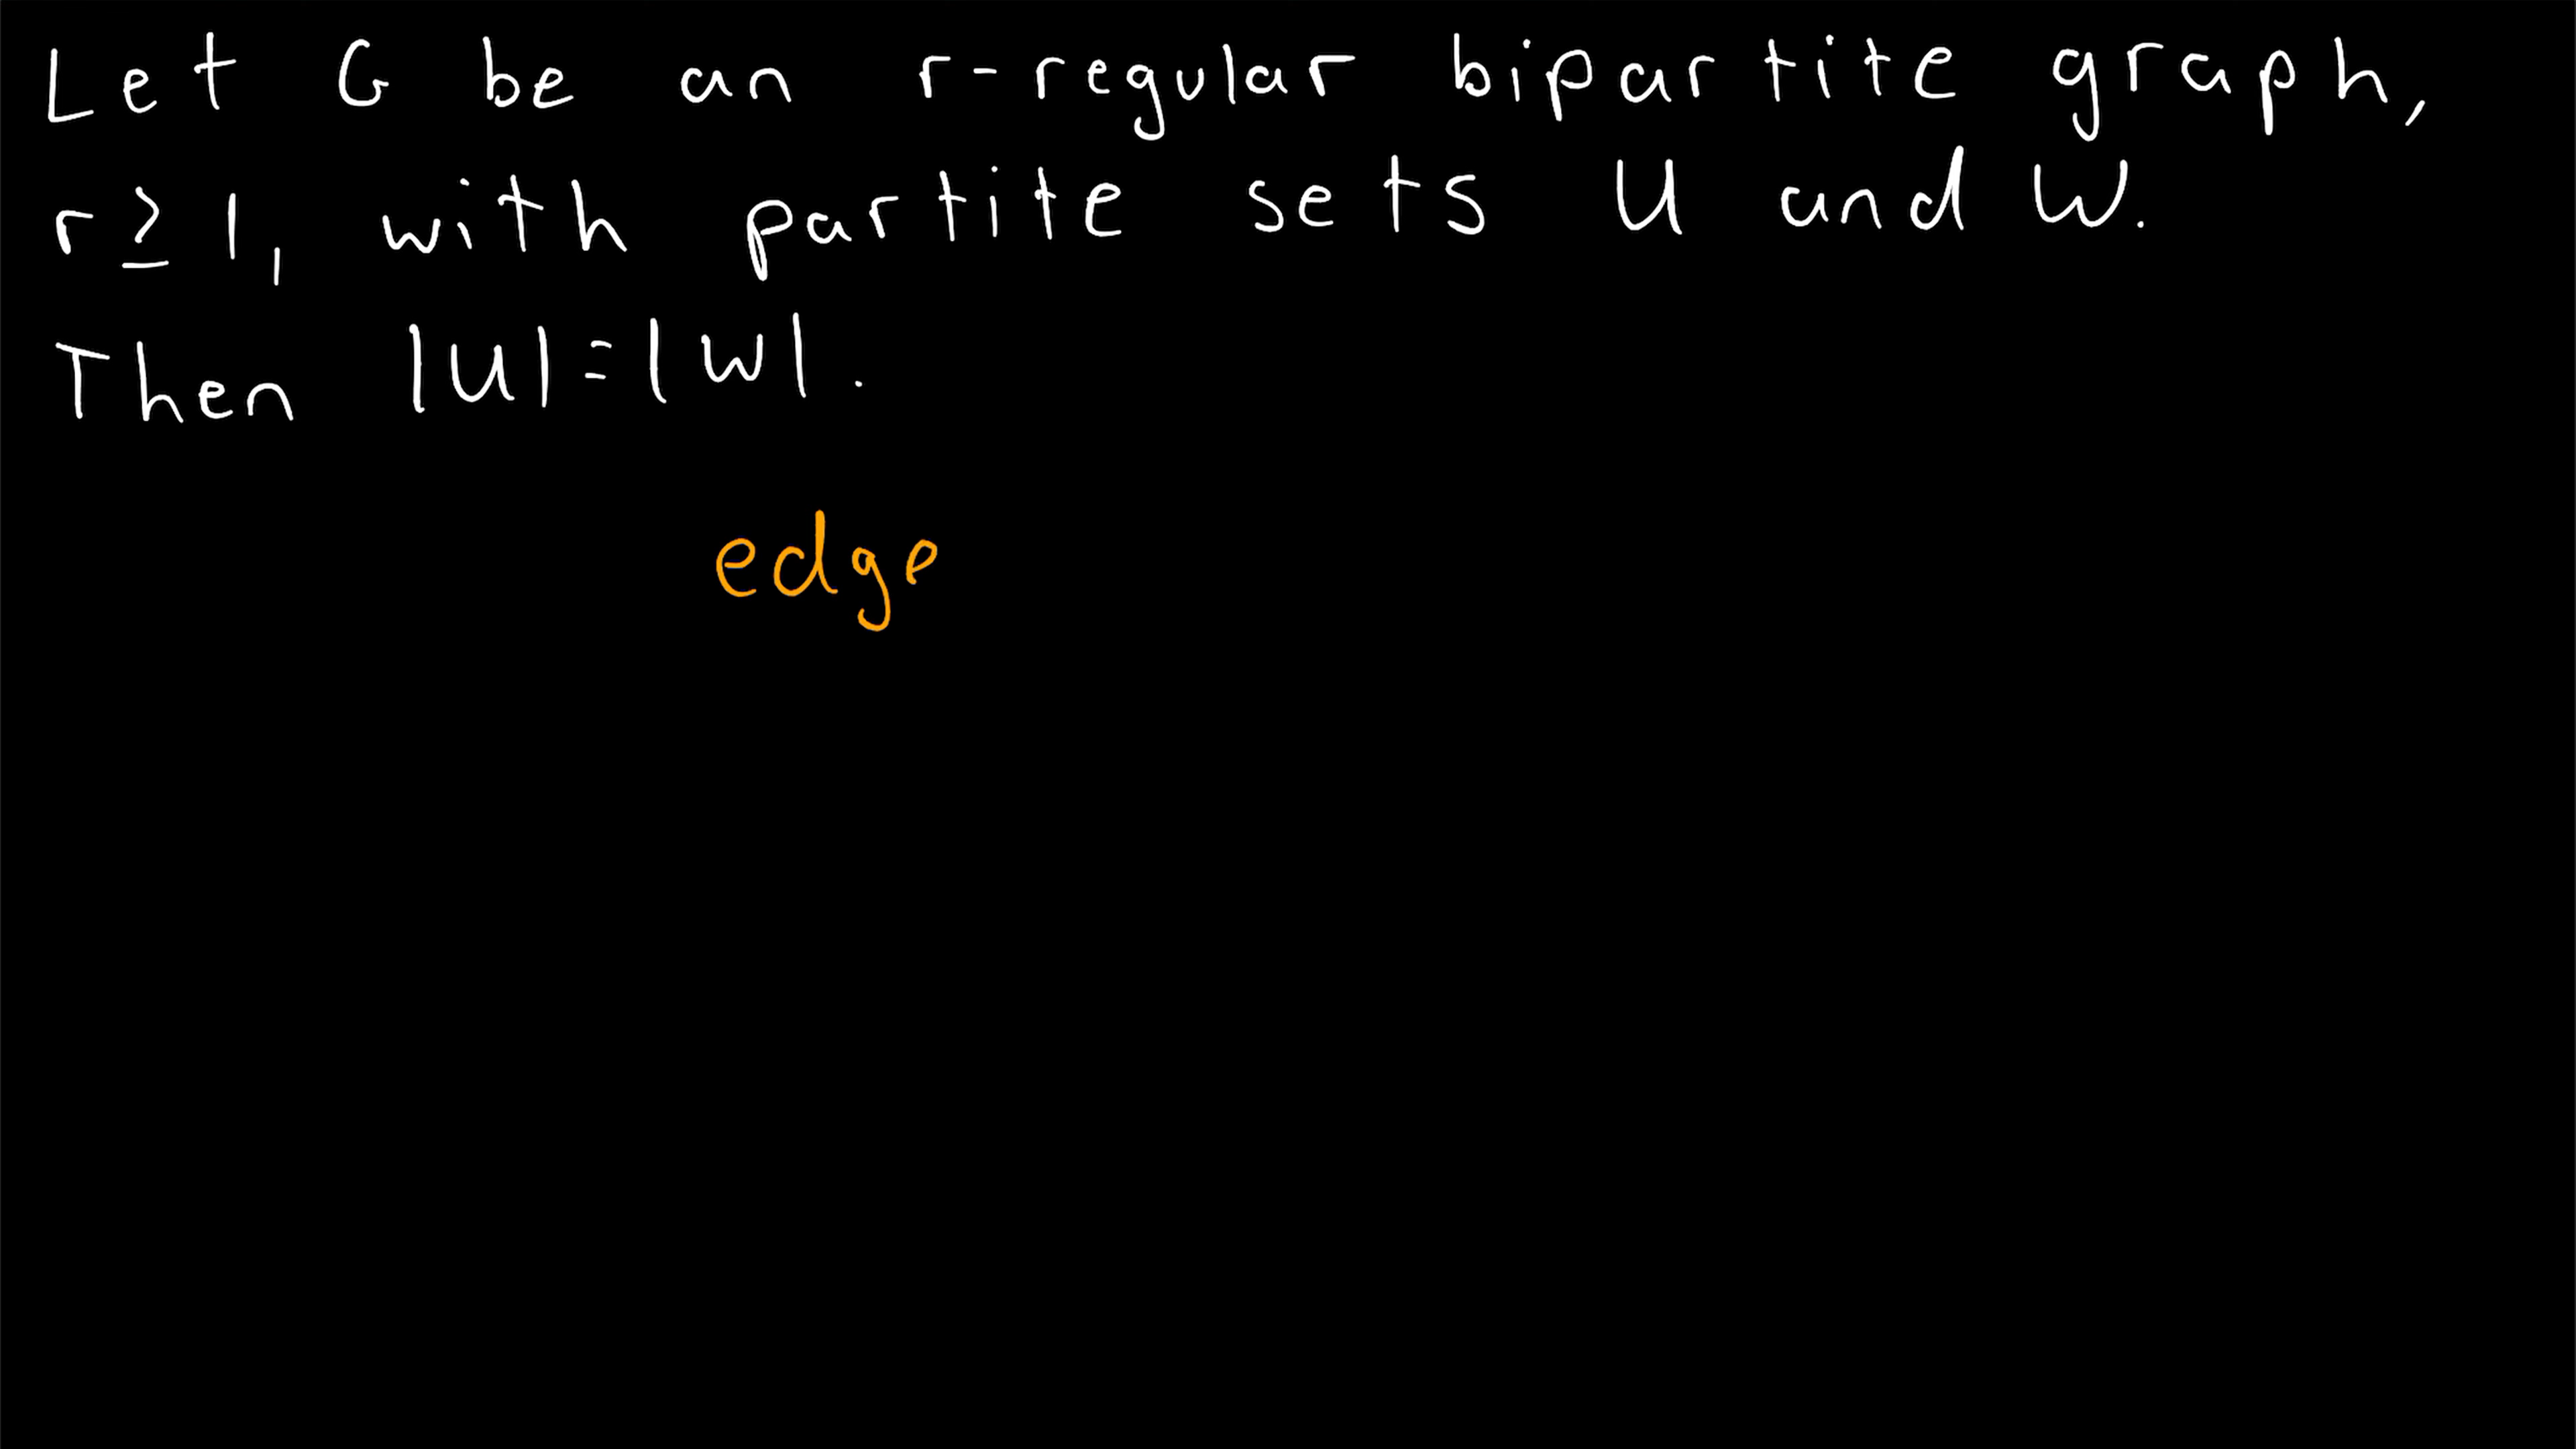 Let G be an r-regular bipartite graph,
r ≥ 1, with partite sets U and W.
Then |U|=|W|.
edge